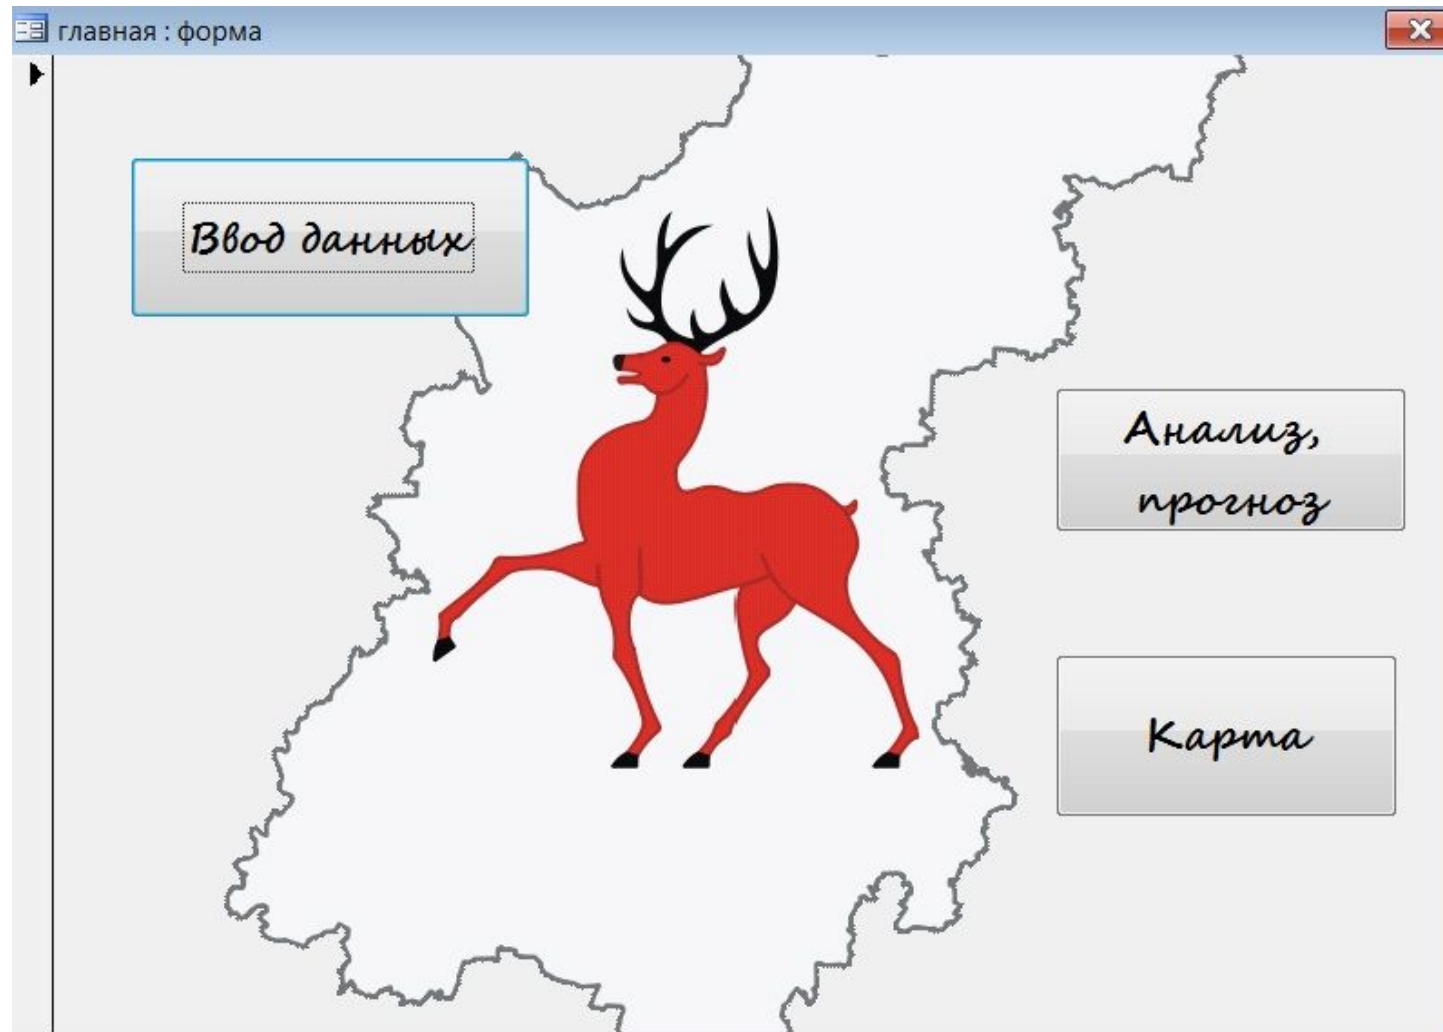 главная : форма
Ввод данных
Анализ,
прогноз
Карта